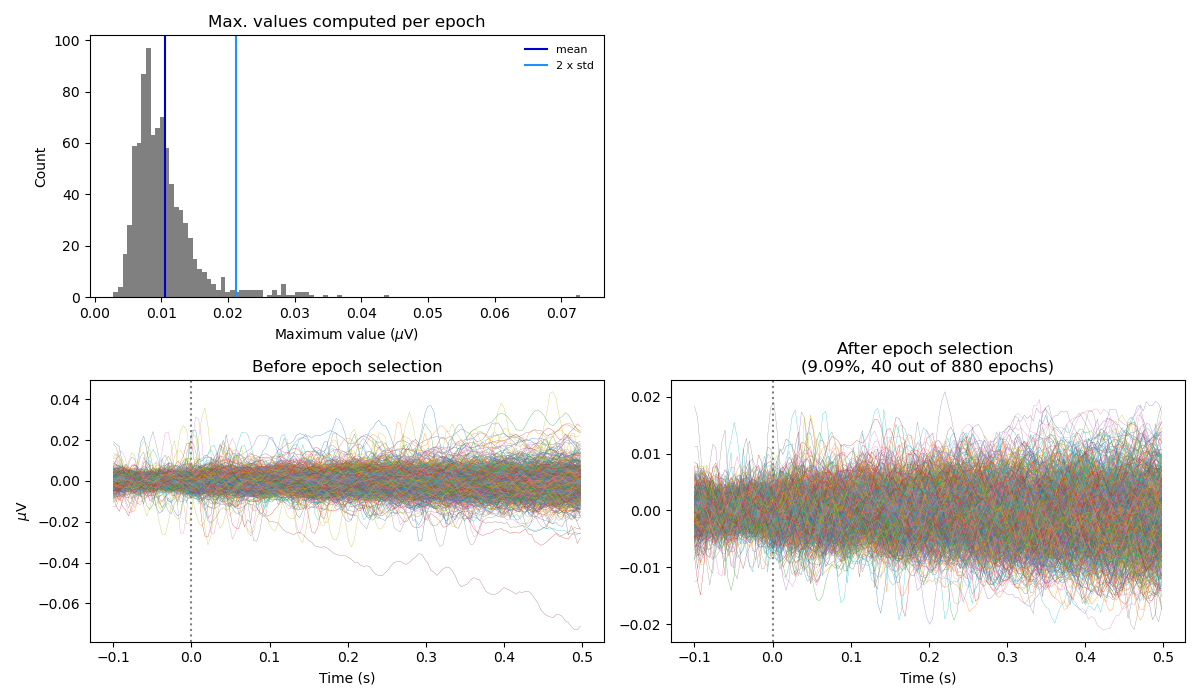 Max. values computed per epoch
100
80
60
40
20
0
Count
mean
2 x std
0.00 0.01 0.02 0.03 0.04 0.05 0.06 0.07
Maximum value (μV)
Before epoch selection
0.04
0.02
0.00
−0.02
−0.04
−0.06
μV
−0.1 0.0 0.1 0.2 0.3 0.4 0.5
Time (s)
After epoch selection
(9.09%, 40 out of 880 epochs)
0.02
0.01
0.00
−0.01
−0.02
−0.1 0.0 0.1 0.2 0.3 0.4 0.5
Time (s)